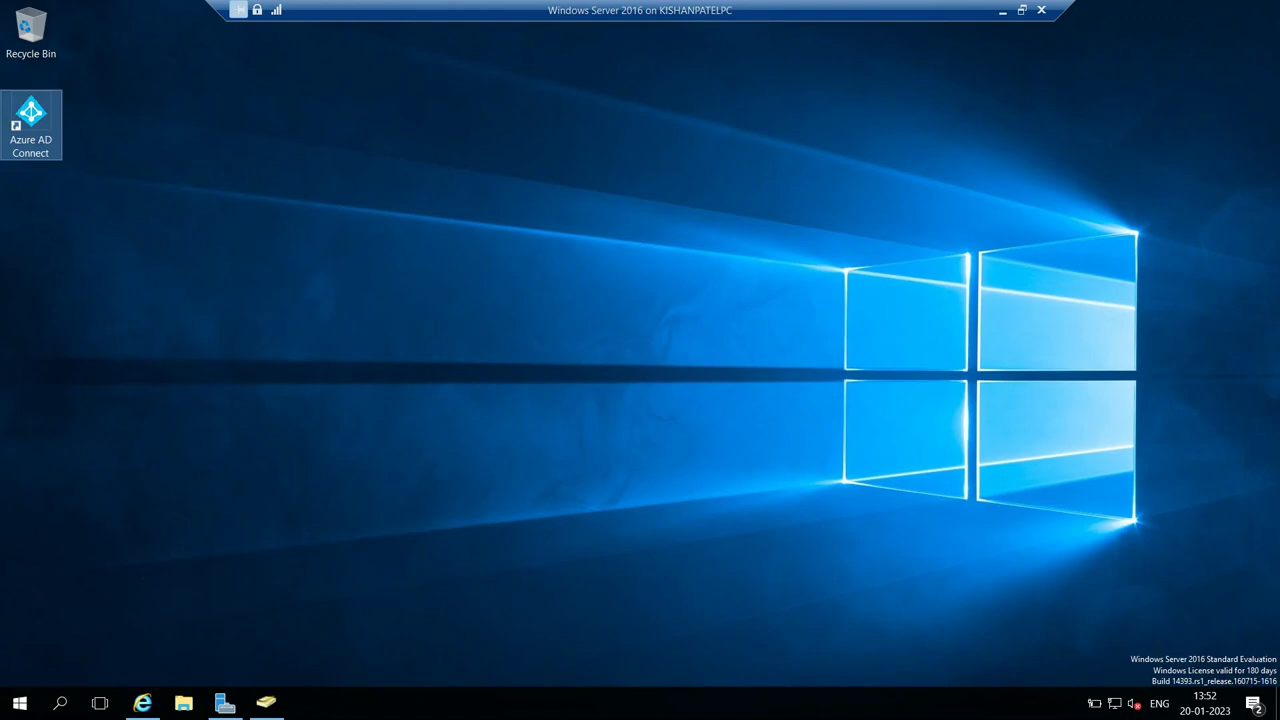 Windows Server 2016 on KISHANPATELPC
Recycle Bin
Azure AD
Connect
Windows Server 2016 Standard Evaluation
Windows License valid for 180 days
Build 14393.rs1_release.160715-1616
ENG
13:52
20-01-2023
2